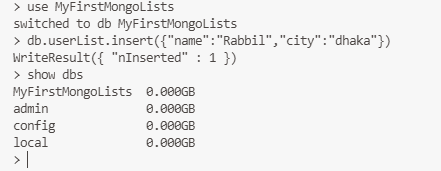 > use MyFirstMongoLists
switched to db MyFirstMongoLists
> db.userList.insert({"name":"Rabbil","city":"dhaka"})
WriteResult({ "nInserted" : 1 })
> show dbs
MyFirstMongoLists  0.000GB
admin              0.000GB
config             0.000GB
local              0.000GB
>